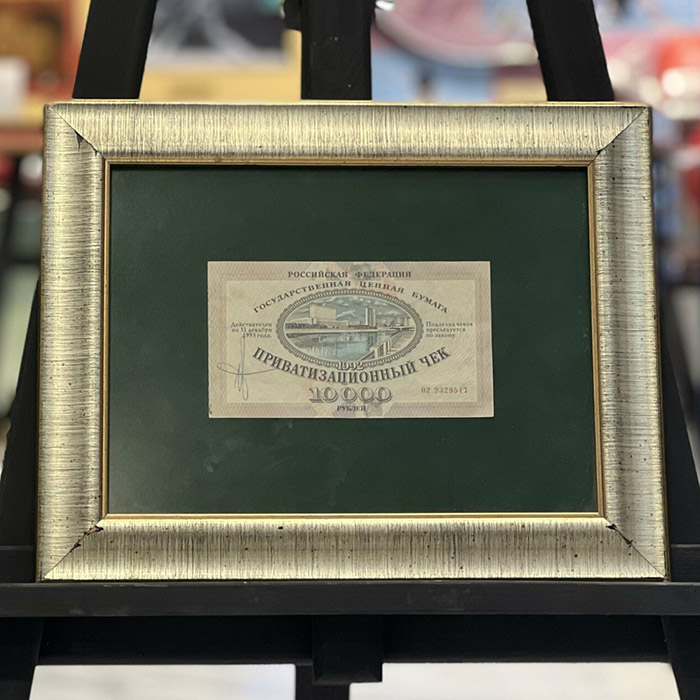 РОССИЙСКАЯ ФЕДЕРАЦИЯ
ГОСУДАРСТВЕННАЯ ЦЕННАЯ БУМАГА
Действителен
по 31 декабря
1993 года.
Подделка чеков
преследуется
по закону.
1992
ПРИВАТИЗАЦИОННЫЙ ЧЕК
10000
РУБЛЕЙ
02 9329517